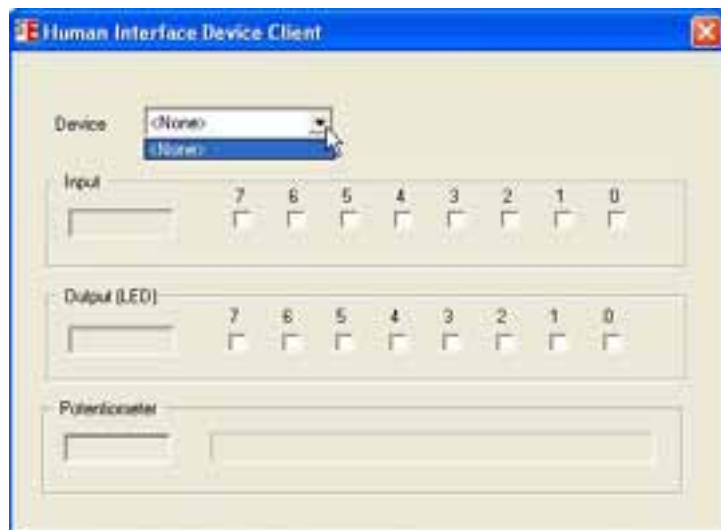 Human Interface Device Client
Device <None>
<None>
Input
7 6 5 4 3 2 1 0
Output (LED)
7 6 5 4 3 2 1 0
Potentiometer